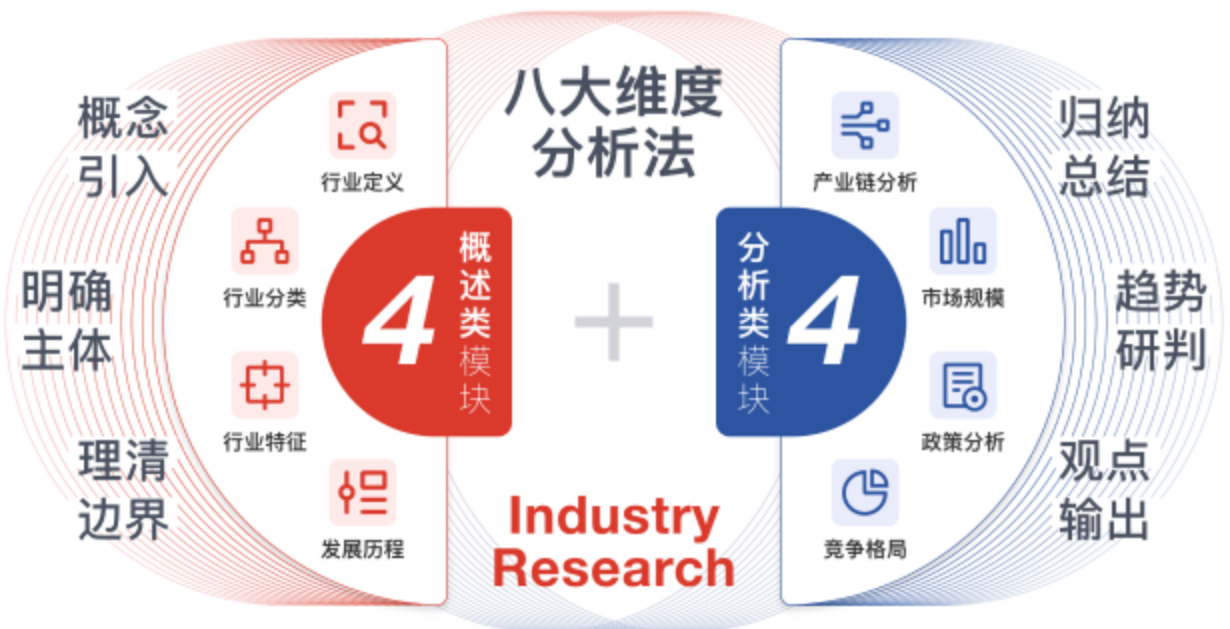 八大维度
分析法
概念
引入
明确
主体
理清
边界
行业定义
行业分类
行业特征
发展历程
4
概述类模块
+
分析类模块
4
产业链分析
市场规模
政策分析
竞争格局
归纳
总结
趋势
研判
观点
输出
Industry
Research